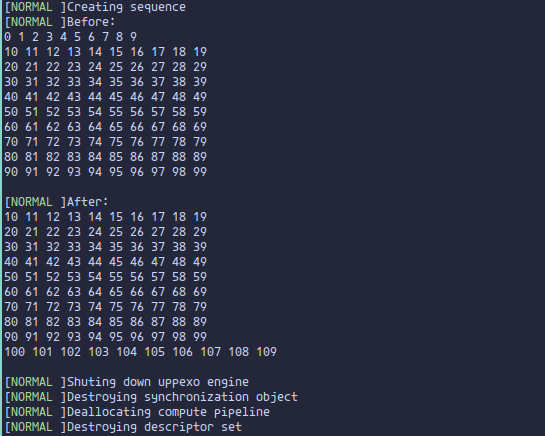 [NORMAL ]Creating sequence
[NORMAL ]Before:
0 1 2 3 4 5 6 7 8 9
10 11 12 13 14 15 16 17 18 19
20 21 22 23 24 25 26 27 28 29
30 31 32 33 34 35 36 37 38 39
40 41 42 43 44 45 46 47 48 49
50 51 52 53 54 55 56 57 58 59
60 61 62 63 64 65 66 67 68 69
70 71 72 73 74 75 76 77 78 79
80 81 82 83 84 85 86 87 88 89
90 91 92 93 94 95 96 97 98 99
[NORMAL ]After:
10 11 12 13 14 15 16 17 18 19
20 21 22 23 24 25 26 27 28 29
30 31 32 33 34 35 36 37 38 39
40 41 42 43 44 45 46 47 48 49
50 51 52 53 54 55 56 57 58 59
60 61 62 63 64 65 66 67 68 69
70 71 72 73 74 75 76 77 78 79
80 81 82 83 84 85 86 87 88 89
90 91 92 93 94 95 96 97 98 99
100 101 102 103 104 105 106 107 108 109
[NORMAL ]Shuting down uppexo engine
[NORMAL ]Destroying synchronization object
[NORMAL ]Deallocating compute pipeline
[NORMAL ]Destroying descriptor set